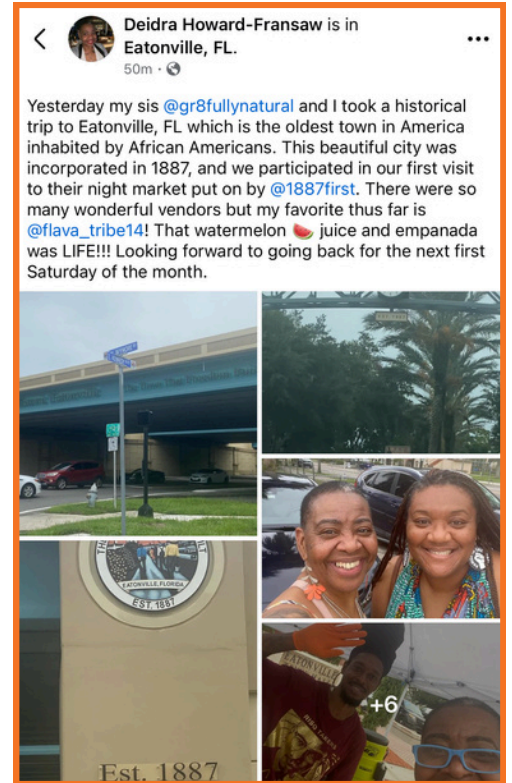 Deidra Howard-Fransaw is in
Eatonville, FL.
50m ·
Yesterday my sis @gr8fullynatural and I took a historical
trip to Eatonville, FL which is the oldest town in America
inhabited by African Americans. This beautiful city was
incorporated in 1887, and we participated in our first visit
to their night market put on by @1887first. There were so
many wonderful vendors but my favorite thus far is
@flava_tribe14! That watermelon 🍉 juice and empanada
was LIFE!!! Looking forward to going back for the next first
Saturday of the month.
EATONVILLE, FLORIDA
EST. 1887
Est. 1887
EATONVILLE
+6